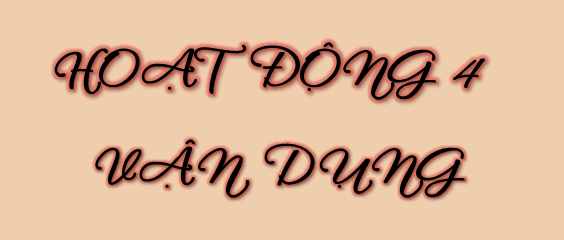 HOẠT ĐỘNG 4
VẬN DỤNG